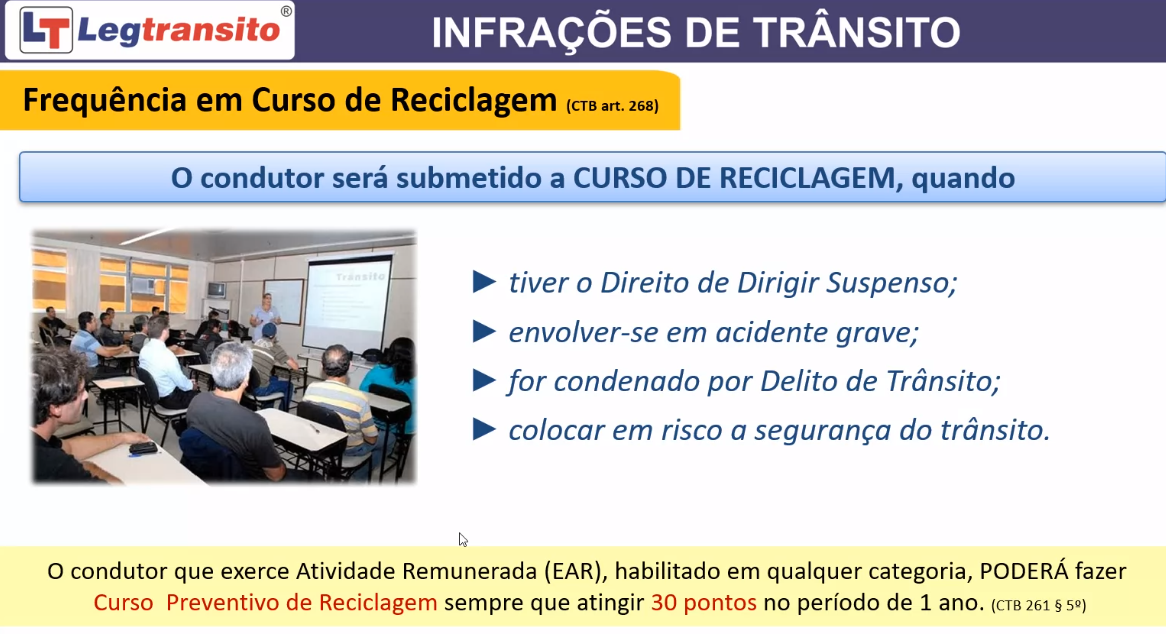 LT Legtransito®
INFRAÇÕES DE TRÂNSITO
Frequência em Curso de Reciclagem (CTB art. 268)
O condutor será submetido a CURSO DE RECICLAGEM, quando
Trânsito
► tiver o Direito de Dirigir Suspenso;
► envolver-se em acidente grave;
► for condenado por Delito de Trânsito;
► colocar em risco a segurança do trânsito.
O condutor que exerce Atividade Remunerada (EAR), habilitado em qualquer categoria, PODERÁ fazer
Curso Preventivo de Reciclagem sempre que atingir 30 pontos no período de 1 ano. (CTB 261 § 5º)